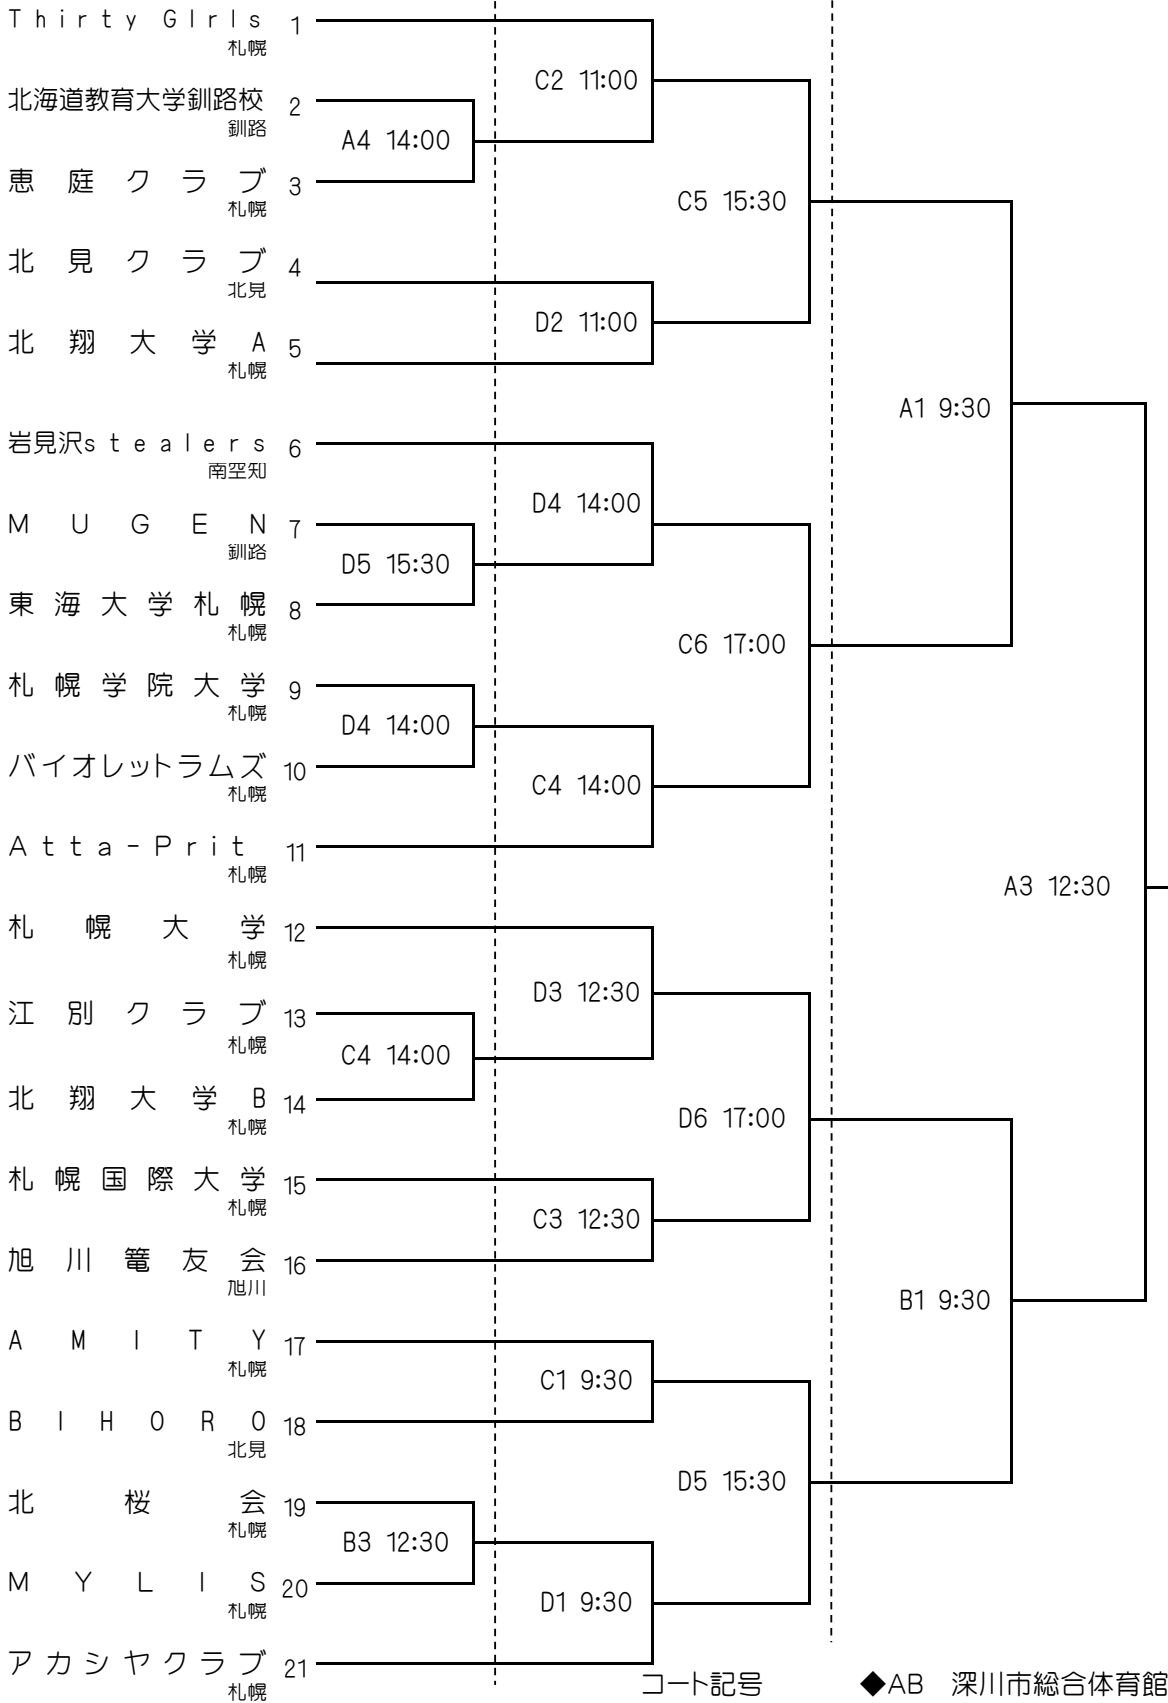 Thirty GIrls 1
札幌
C2 11:00
北海道教育大学釧路校 2
釧路
A4 14:00
恵庭クラブ 3
札幌
C5 15:30
北見クラブ 4
北見
D2 11:00
北翔大学A 5
札幌
A1 9:30
岩見沢stealers 6
南空知
D4 14:00
MUGEN 7
釧路
D5 15:30
東海大学札幌 8
札幌
C6 17:00
札幌学院大学 9
札幌
D4 14:00
バイオレットラムズ 10
札幌
C4 14:00
Atta-Prit 11
札幌
A3 12:30
札幌大学 12
札幌
D3 12:30
江別クラブ 13
札幌
C4 14:00
北翔大学B 14
札幌
D6 17:00
札幌国際大学 15
札幌
C3 12:30
旭川篭友会 16
旭川
B1 9:30
AMITY 17
札幌
C1 9:30
BIHORO 18
北見
D5 15:30
北桜会 19
札幌
B3 12:30
MYLIS 20
札幌
D1 9:30
アカシヤクラブ 21
札幌
コート記号 ◆AB 深川市総合体育館